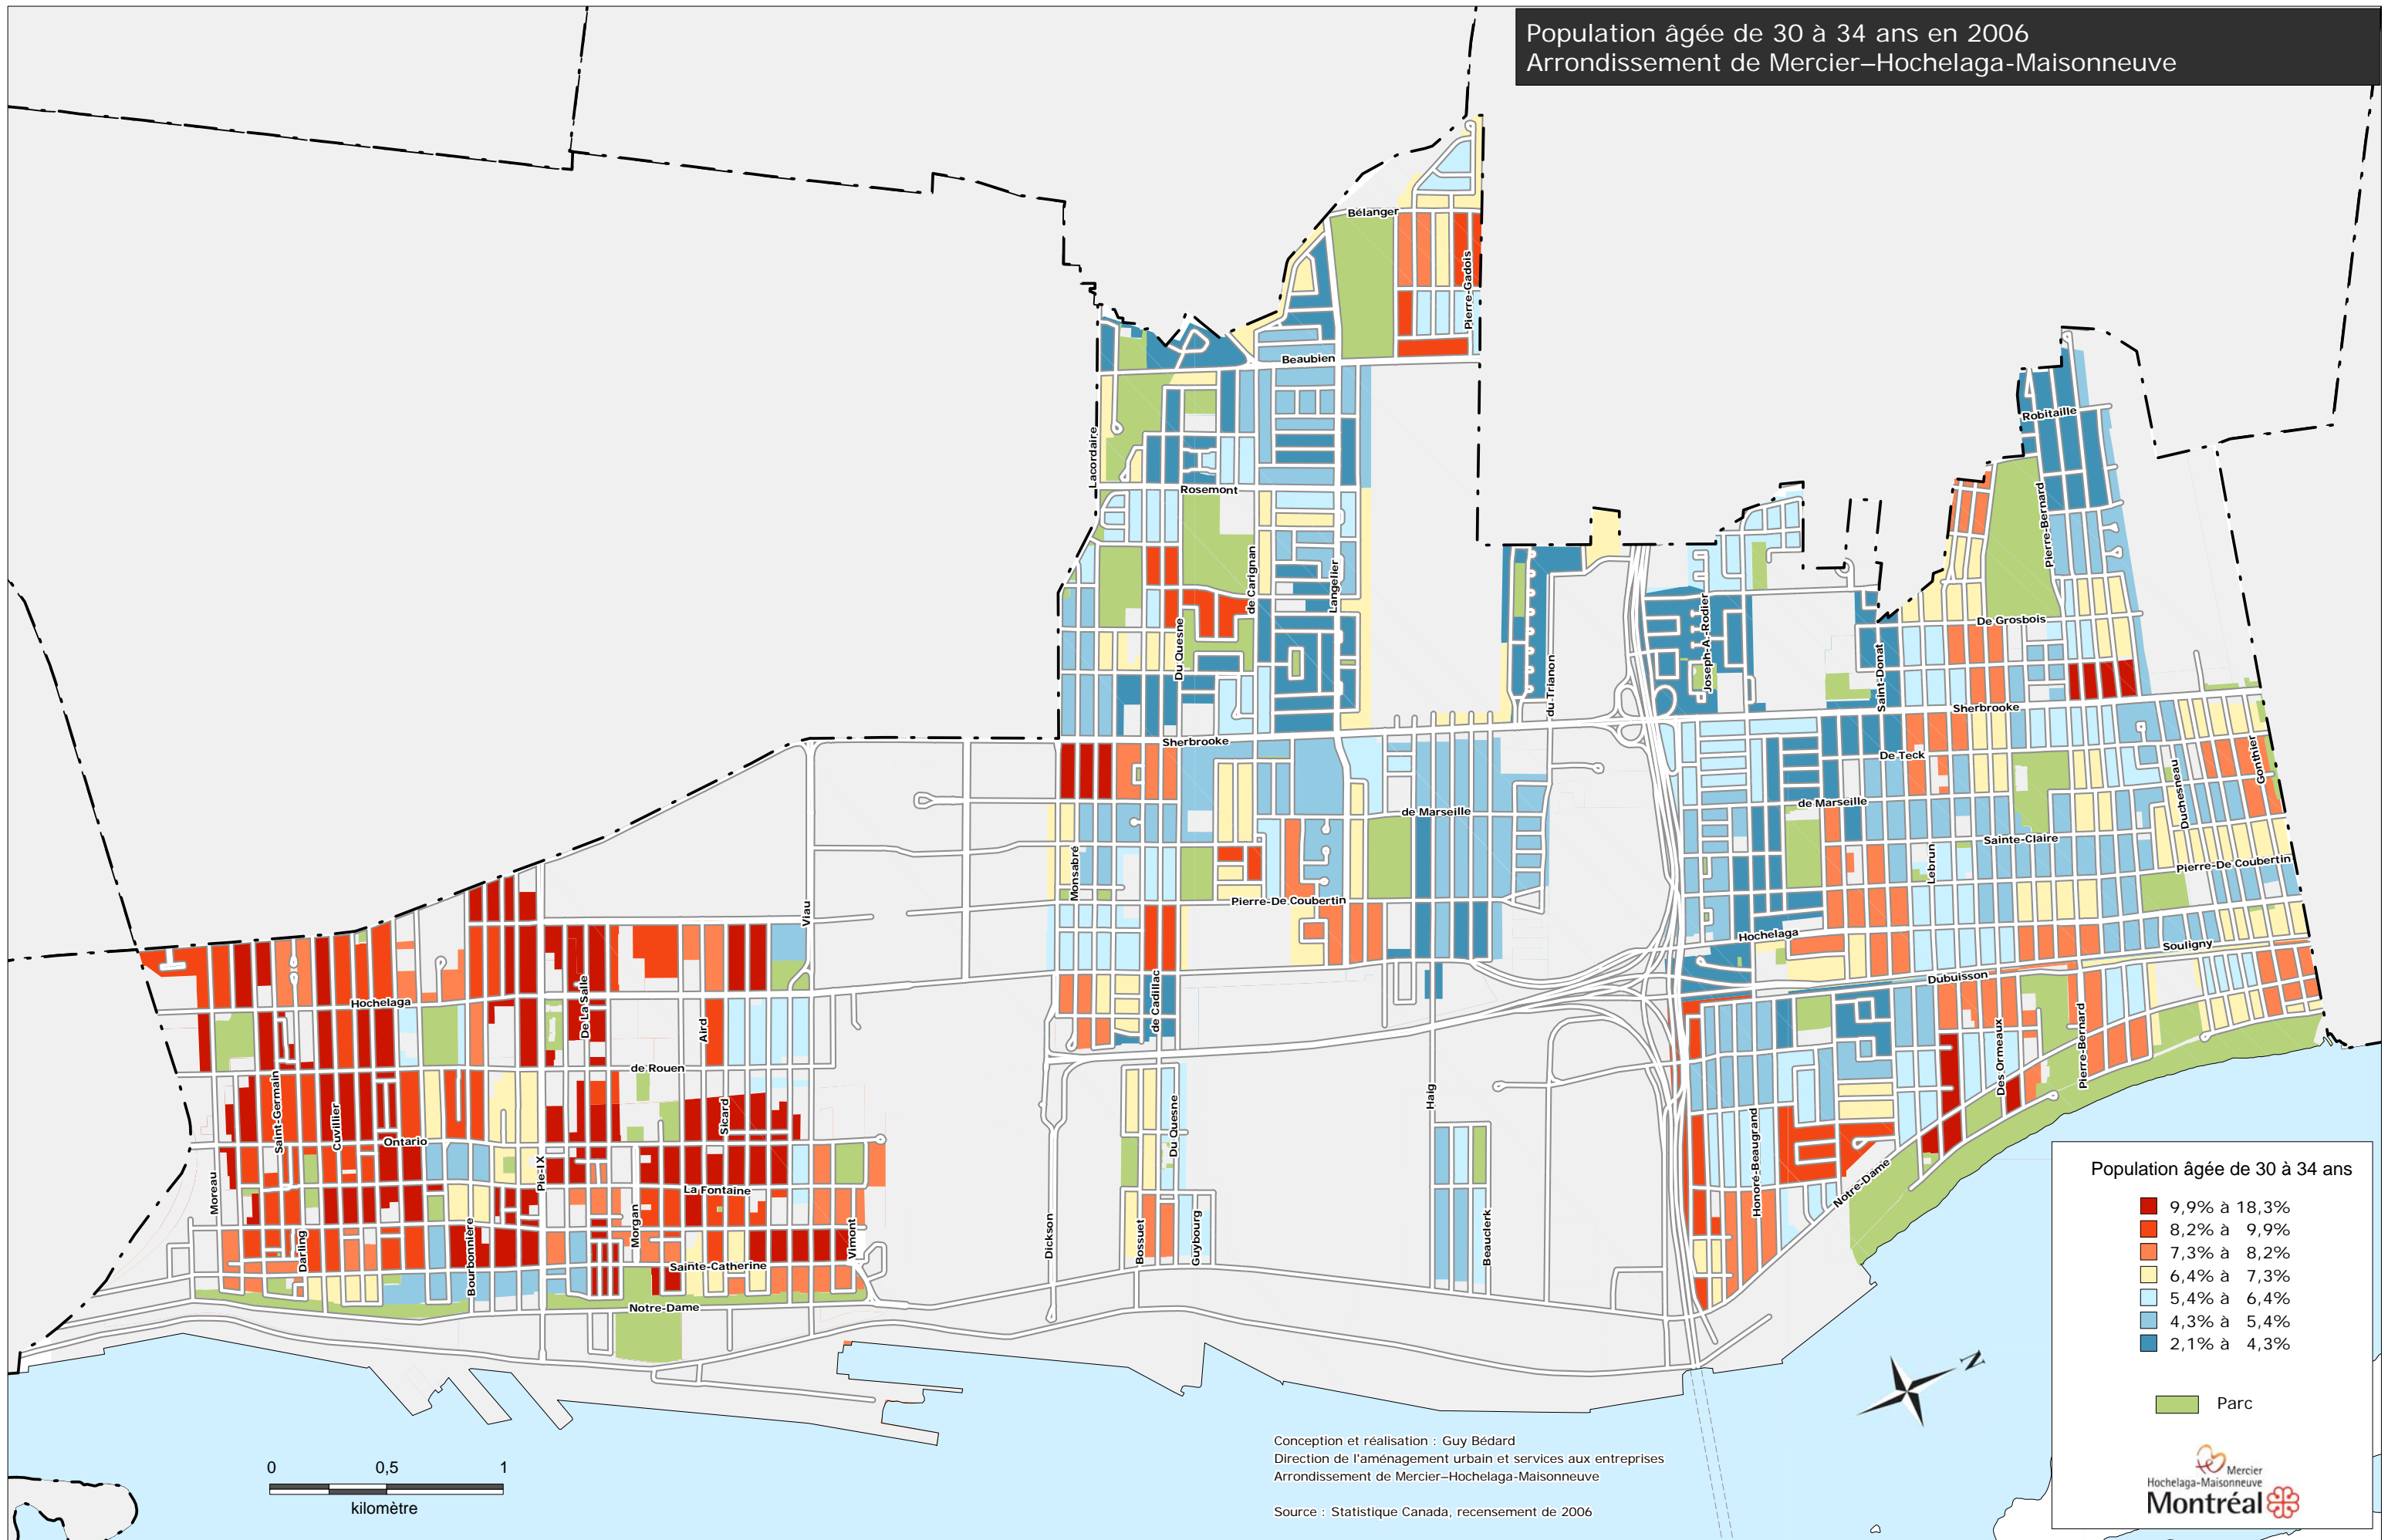 Population âgée de 30 à 34 ans en 2006
Arrondissement de Mercier–Hochelaga-Maisonneuve
Bélanger
Pierre-Gadois
Beaubien
Robitaille
Lacordaire
Rosemont
Pierre-Bernard
de Carignan
Langelier
Du Quesne
De Grosbois
Joseph-A.-Rodier
du Trianon
Saint-Donat
Sherbrooke
Sherbrooke
De Teck
Gonthier
Duchesneau
de Marseille
de Marseille
Sainte-Claire
Monsabré
Lebrun
Pierre-De Coubertin
Pierre-De Coubertin
Viau
Hochelaga
Souligny
Dubuisson
Hochelaga
De La Salle
Aird
de Cadillac
Des Ormeaux
Pierre-Bernard
de Rouen
Saint-Germain
Cuvillier
Sicard
Haig
Du Quesne
Ontario
Honoré-Beaugrand
Pie-IX
Moreau
La Fontaine
Notre-Dame
Darling
Bourbonnière
Morgan
Vimont
Dickson
Bossuet
Guybourg
Beauclerk
Sainte-Catherine
Notre-Dame
Population âgée de 30 à 34 ans
9,9% à 18,3%
8,2% à 9,9%
7,3% à 8,2%
6,4% à 7,3%
5,4% à 6,4%
4,3% à 5,4%
2,1% à 4,3%
Parc
N
Mercier
Hochelaga-Maisonneuve
Montréal
0 0,5 1
kilomètre
Conception et réalisation : Guy Bédard
Direction de l'aménagement urbain et services aux entreprises
Arrondissement de Mercier–Hochelaga-Maisonneuve
Source : Statistique Canada, recensement de 2006